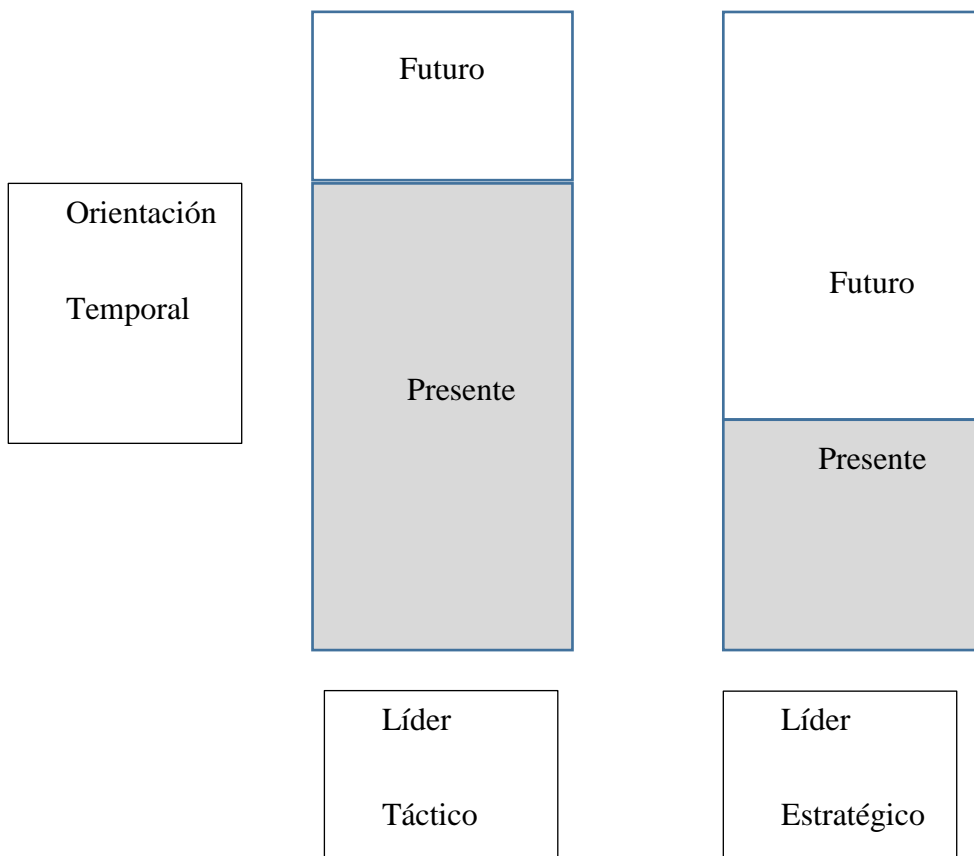 Futuro
Orientación
Temporal
Presente
Futuro
Presente
Líder
Táctico
Líder
Estratégico